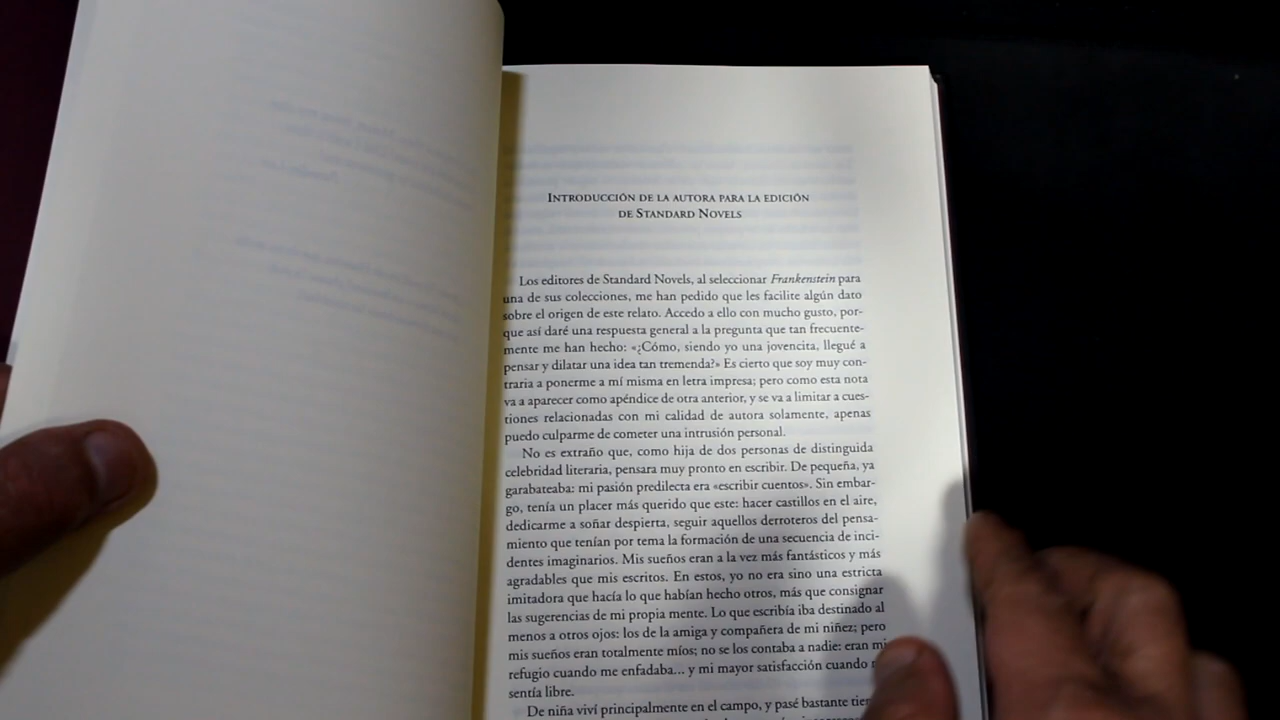 INTRODUCCIÓN DE LA AUTORA PARA LA EDICIÓN
DE STANDARD NOVELS
Los editores de Standard Novels, al seleccionar Frankenstein para
una de sus colecciones, me han pedido que les facilite algún dato
sobre el origen de este relato. Accedo a ello con mucho gusto, por-
que así daré una respuesta general a la pregunta que tan frecuente-
mente me han hecho: «¿Cómo, siendo yo una jovencita, llegué a
pensar y dilatar una idea tan tremenda?» Es cierto que soy muy con-
traria a ponerme a mí misma en letra impresa; pero como esta nota
va a aparecer como apéndice de otra anterior, y se va a limitar a cues-
tiones relacionadas con mi calidad de autora solamente, apenas
puedo culparme de cometer una intrusión personal.
No es extraño que, como hija de dos personas de distinguida
celebridad literaria, pensara muy pronto en escribir. De pequeña, ya
garabateaba: mi pasión predilecta era «escribir cuentos». Sin embar-
go, tenía un placer más querido que este: hacer castillos en el aire,
dedicarme a soñar despierta, seguir aquellos derroteros del pensa-
miento que tenían por tema la formación de una secuencia de inci-
dentes imaginarios. Mis sueños eran a la vez más fantásticos y más
agradables que mis escritos. En estos, yo no era sino una estricta
imitadora que hacía lo que habían hecho otros, más que consignar
las sugerencias de mi propia mente. Lo que escribía iba destinado al
menos a otros ojos: los de la amiga y compañera de mi niñez; pero
mis sueños eran totalmente míos; no se los contaba a nadie: eran mi
refugio cuando me enfadaba... y mi mayor satisfacción cuando
sentía libre.
De niña viví principalmente en el campo, y pasé bastante